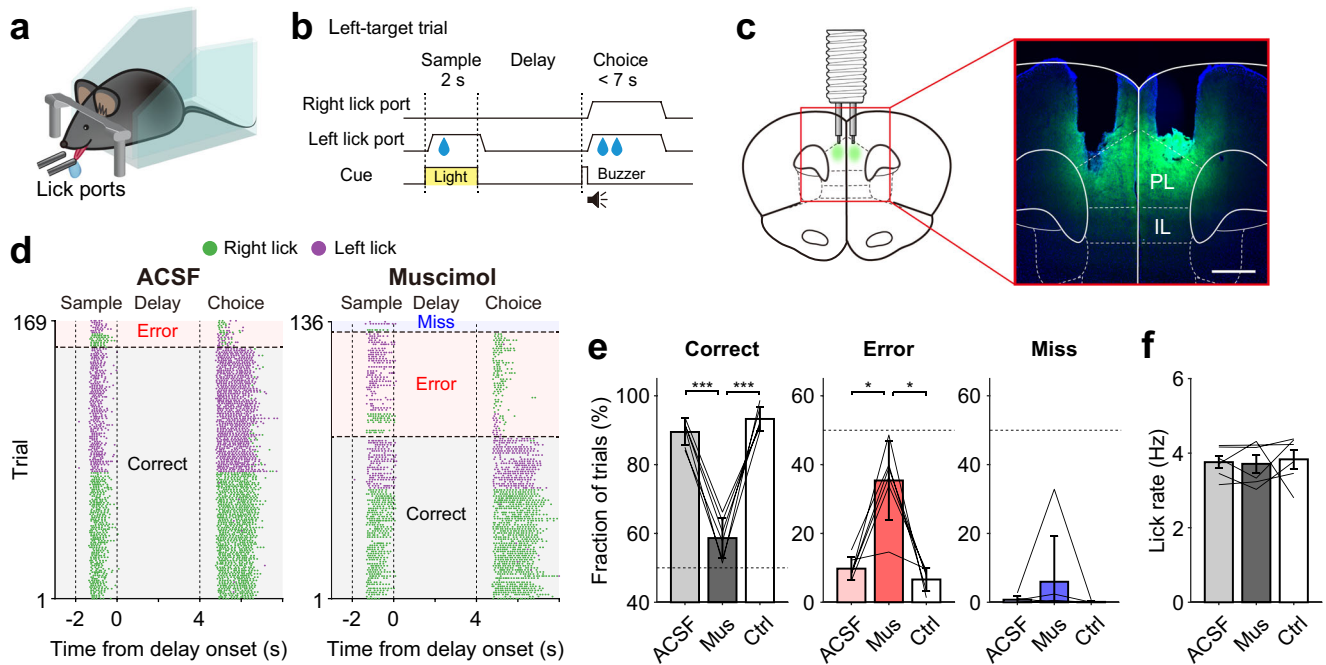 a
Lick ports
b
Left-target trial
Sample
2 s
Delay
Choice
< 7 s
Right lick port
Left lick port
Cue
Light
Buzzer
c
PL
IL
d
Right lick
Left lick
ACSF
Sample
Delay
Choice
169
Error
Correct
Trial
1
-2
0
4
Time from delay onset (s)
Muscimol
Sample
Delay
Choice
136
Miss
Error
Correct
1
-2
0
4
Time from delay onset (s)
e
Correct
***
***
Fraction of trials (%)
100
80
60
40
ACSF
Mus
Ctrl
Error
*
*
60
40
20
0
ACSF
Mus
Ctrl
Miss
60
40
20
0
ACSF
Mus
Ctrl
f
Lick rate (Hz)
6
4
2
0
ACSF
Mus
Ctrl